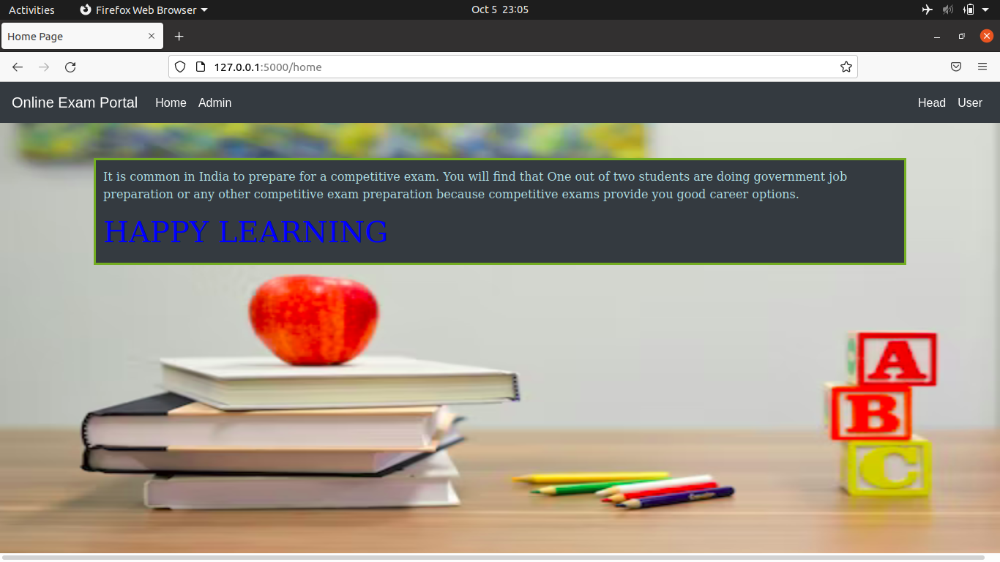 Activities Firefox Web Browser Oct 5 23:05
Home Page
127.0.0.1:5000/home
Online Exam Portal Home Admin Head User
It is common in India to prepare for a competitive exam. You will find that One out of two students are doing government job
preparation or any other competitive exam preparation because competitive exams provide you good career options.
HAPPY LEARNING
A
B
C